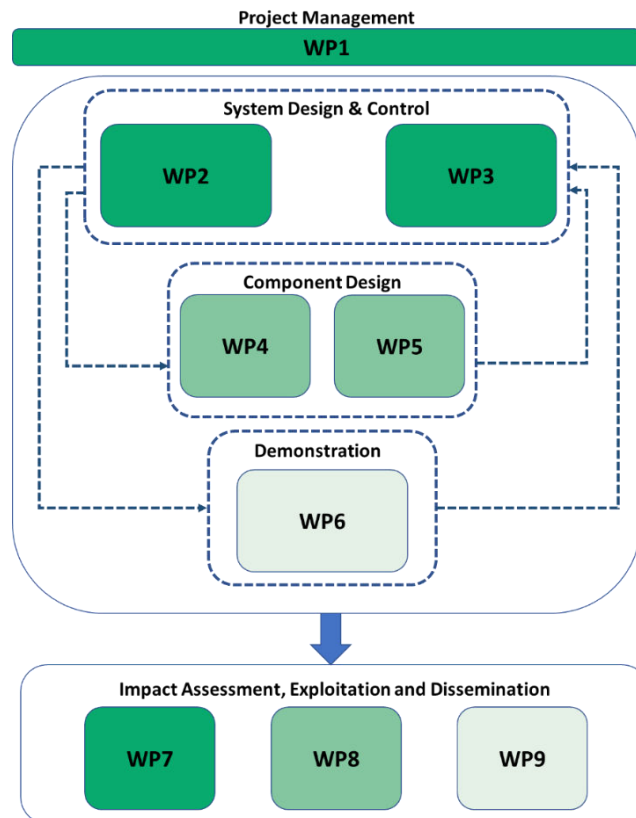 Project Management
WP1
System Design & Control
WP2
WP3
Component Design
WP4
WP5
Demonstration
WP6
Impact Assessment, Exploitation and Dissemination
WP7
WP8
WP9